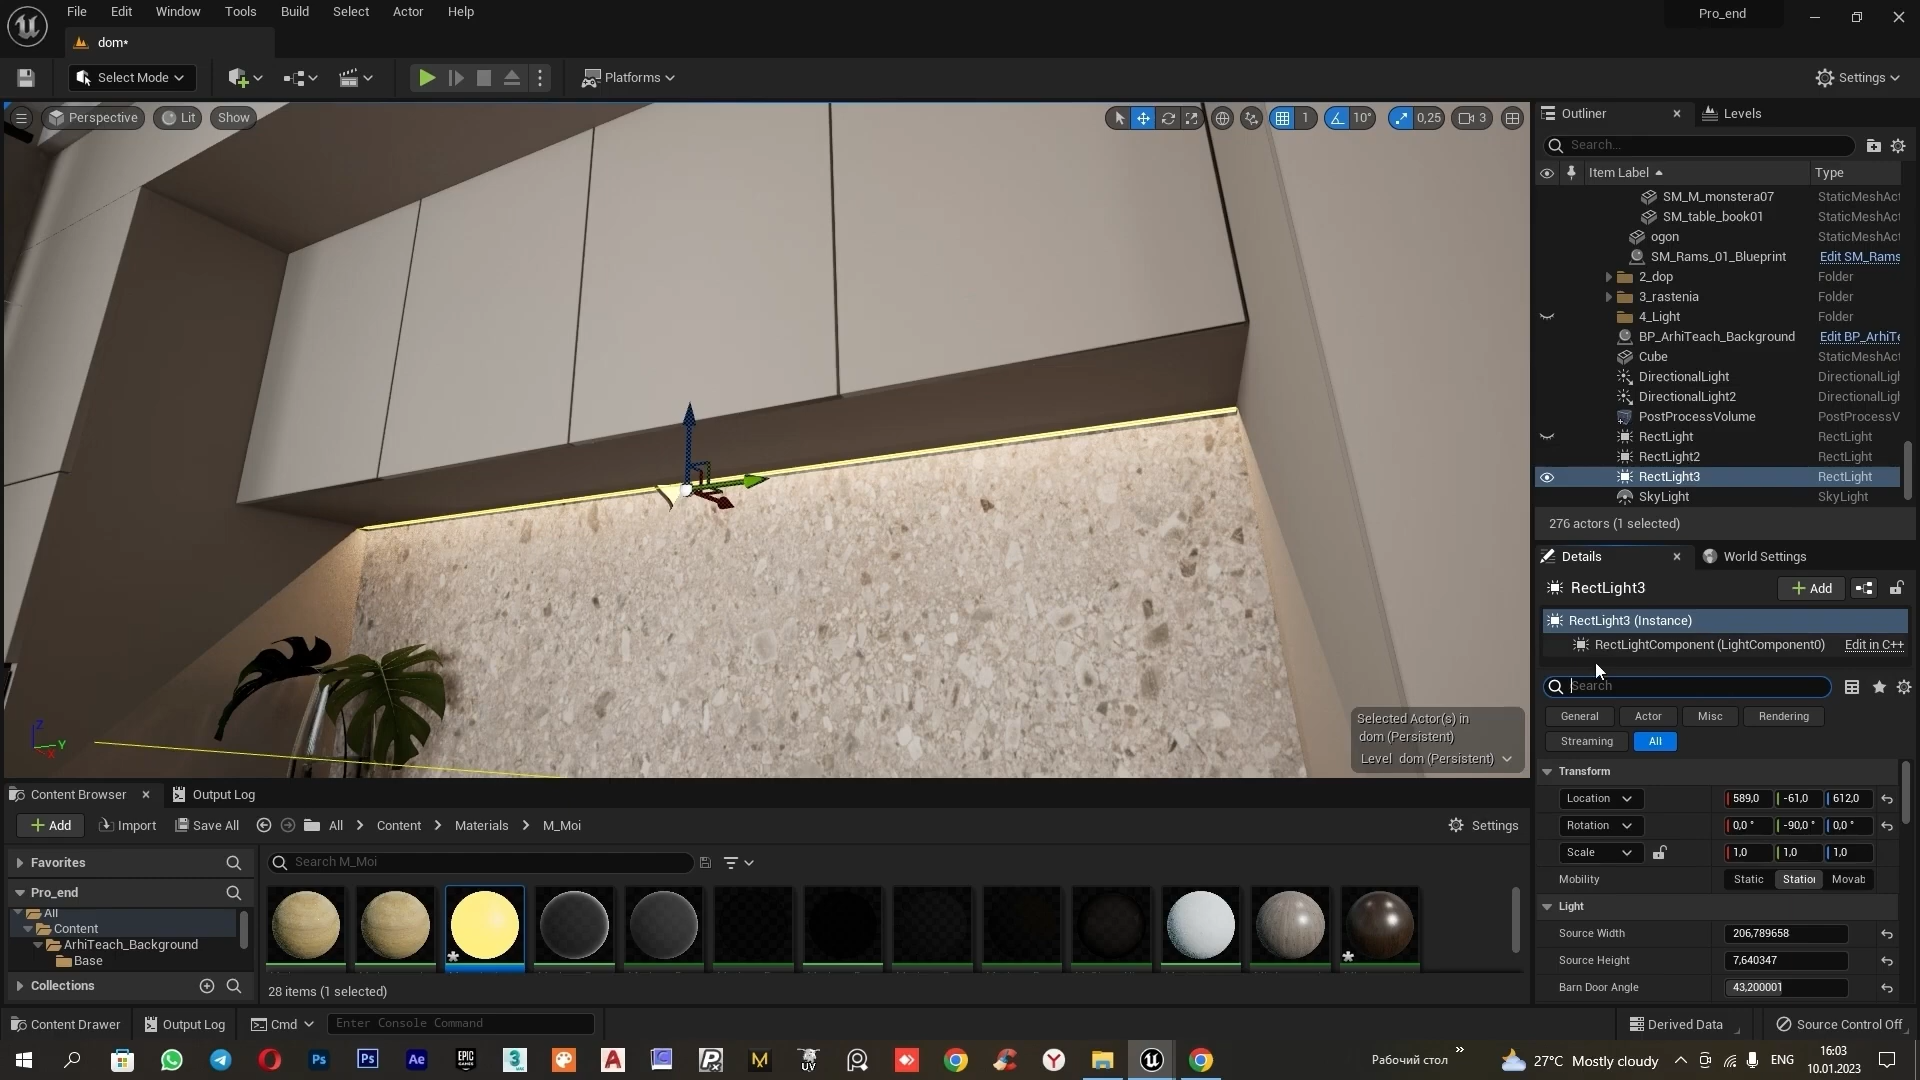 File Edit Window Tools Build Select Actor Help
Pro_end
dom*
Select Mode
Platforms
Settings
Perspective Lit Show
1 10° 0,25 3
Outliner Levels
Search...
Item Label Type
SM_M_monstera07 StaticMeshAct
SM_table_book01 StaticMeshAct
ogon StaticMeshAct
SM_Rams_01_Blueprint Edit SM_Rams
2_dop Folder
3_rastenia Folder
4_Light Folder
BP_ArhiTeach_Background Edit BP_ArhiTe
Cube StaticMeshAct
DirectionalLight DirectionalLigh
DirectionalLight2 DirectionalLigh
PostProcessVolume PostProcessV
RectLight RectLight
RectLight2 RectLight
RectLight3 RectLight
SkyLight SkyLight
276 actors (1 selected)
Details World Settings
RectLight3 Add
RectLight3 (Instance)
RectLightComponent (LightComponent0) Edit in C++
Search
General Actor Misc Rendering
Streaming All
Transform
Location 589,0 -61,0 612,0
Rotation 0,0 ° -90,0 ° 0,0 °
Scale 1,0 1,0 1,0
Mobility Static Station Movab
Light
Source Width 206,789658
Source Height 7,640347
Barn Door Angle 43,200001
Selected Actor(s) in
dom (Persistent)
Level dom (Persistent)
Z
Y
X
Content Browser Output Log
Add Import Save All All Content Materials M_Moi Settings
Favorites
Search M_Moi
Pro_end
All
Content
ArhiTeach_Background
Base
Collections
28 items (1 selected)
Content Drawer Output Log Cmd Enter Console Command
Derived Data Source Control Off
Рабочий стол
27°C Mostly cloudy
ENG
16:03
10.01.2023